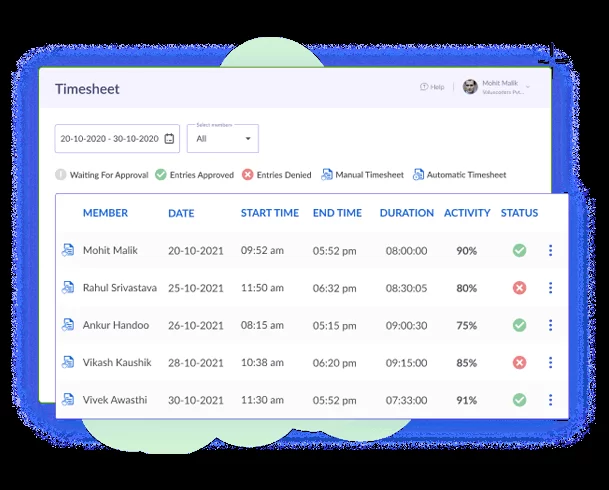 Timesheet
Help
Mohit Malik
20-10-2020 - 30-10-2020
Select members
All
Waiting For Approval Entries Approved Entries Denied Manual Timesheet Automatic Timesheet
MEMBER DATE START TIME END TIME DURATION ACTIVITY STATUS
Mohit Malik 20-10-2021 09:52 am 05:52 pm 08:00:00 90%
Rahul Srivastava 25-10-2021 11:50 am 06:32 pm 08:30:05 80%
Ankur Handoo 26-10-2021 08:15 am 05:15 pm 09:00:30 75%
Vikash Kaushik 28-10-2021 10:38 am 06:20 pm 09:15:00 85%
Vivek Awasthi 30-10-2021 11:30 am 05:52 pm 07:33:00 91%